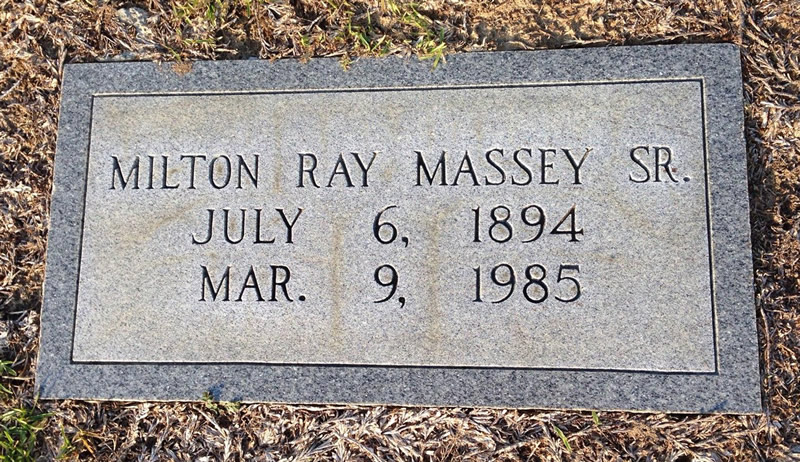 MILTON RAY MASSEY SR.
JULY 6, 1894
MAR. 9, 1985